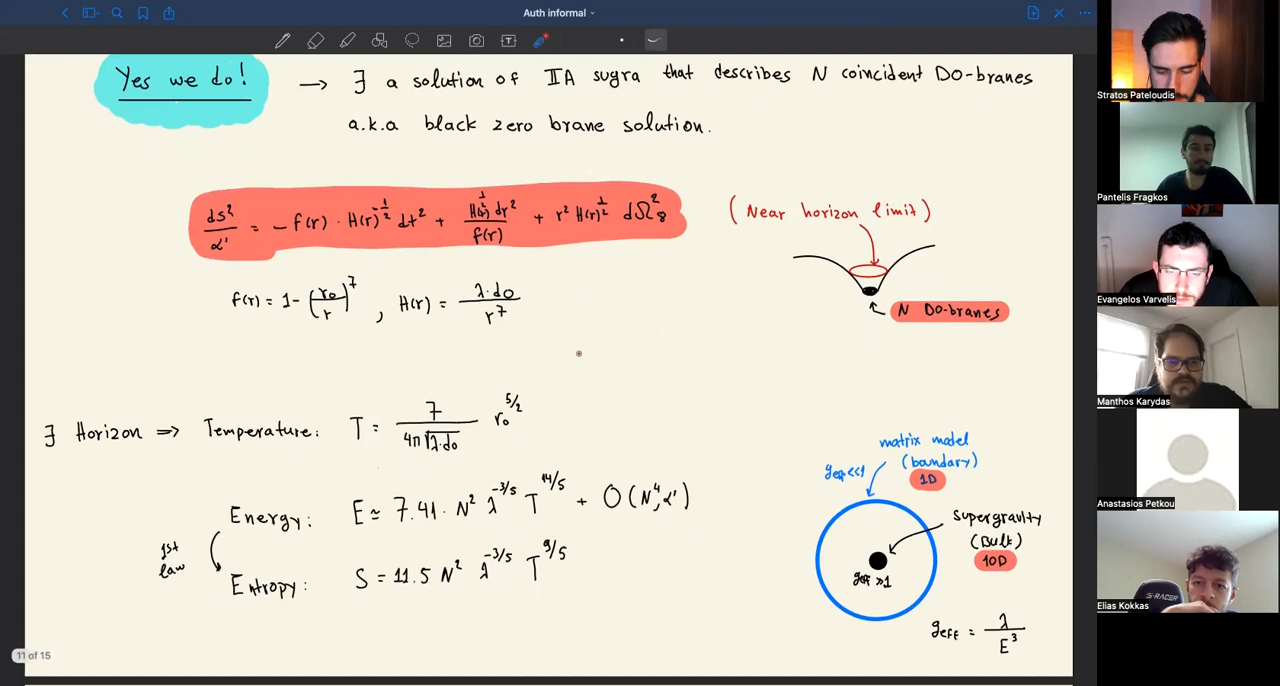 Auth informal
Yes we do! → ∃ a solution of IIA sugra that describes N coincident D0-branes
a.k.a black zero brane solution.
ds²/α' = - f(r) · H(r)^{-1/2} dt² + H(r)^{1/2} dr²/f(r) + r² H(r)^{1/2} dΩ₈²
(Near horizon limit)
f(r) = 1 - (r₀/r)⁷ , H(r) = λ·d₀/r⁷
N D0-branes
∃ Horizon ⇒ Temperature: T = 7/(4π√(λ·d₀)) r₀^{5/2}
matrix model
(boundary)
1D
g_eff <<1
Energy: E ≃ 7.41 · N² λ^{-3/5} T^{14/5} + O(N⁴, α')
1st
law
Entropy: S = 11.5 N² λ^{-3/5} T^{9/5}
Supergravity
(Bulk)
10D
g_eff >>1
g_eff = λ/E³
11 of 15
Stratos Pateloudis
Pantelis Fragkos
Evangelos Varvelis
Manthos Karydas
Anastasios Petkou
S-RACER
Elias Kokkas